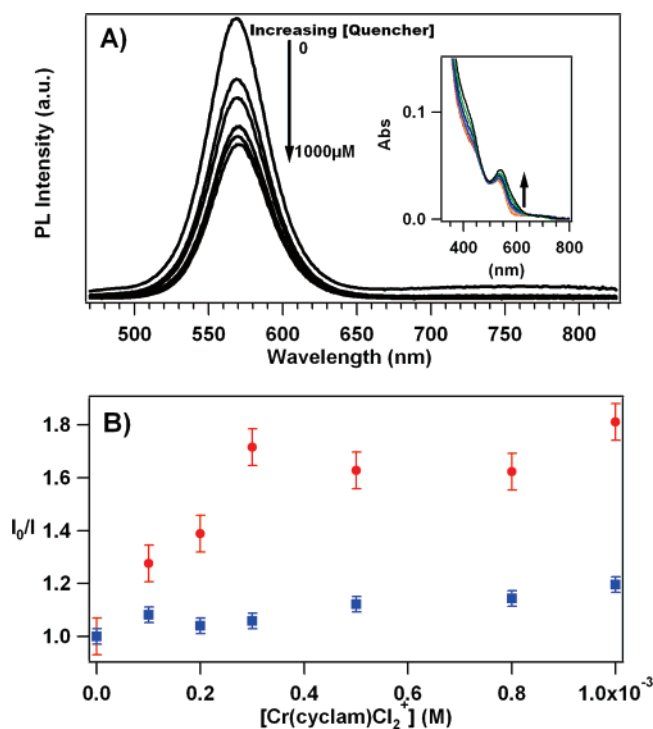 A)
Increasing [Quencher]
0
1000µM
PL Intensity (a.u.)
0.1
Abs
0.0
400 600 800
(nm)
500 550 600 650 700 750 800
Wavelength (nm)
B)
1.8
1.6
I₀/I
1.4
1.2
1.0
0.0 0.2 0.4 0.6 0.8 1.0x10⁻³
[Cr(cyclam)Cl₂⁺] (M)